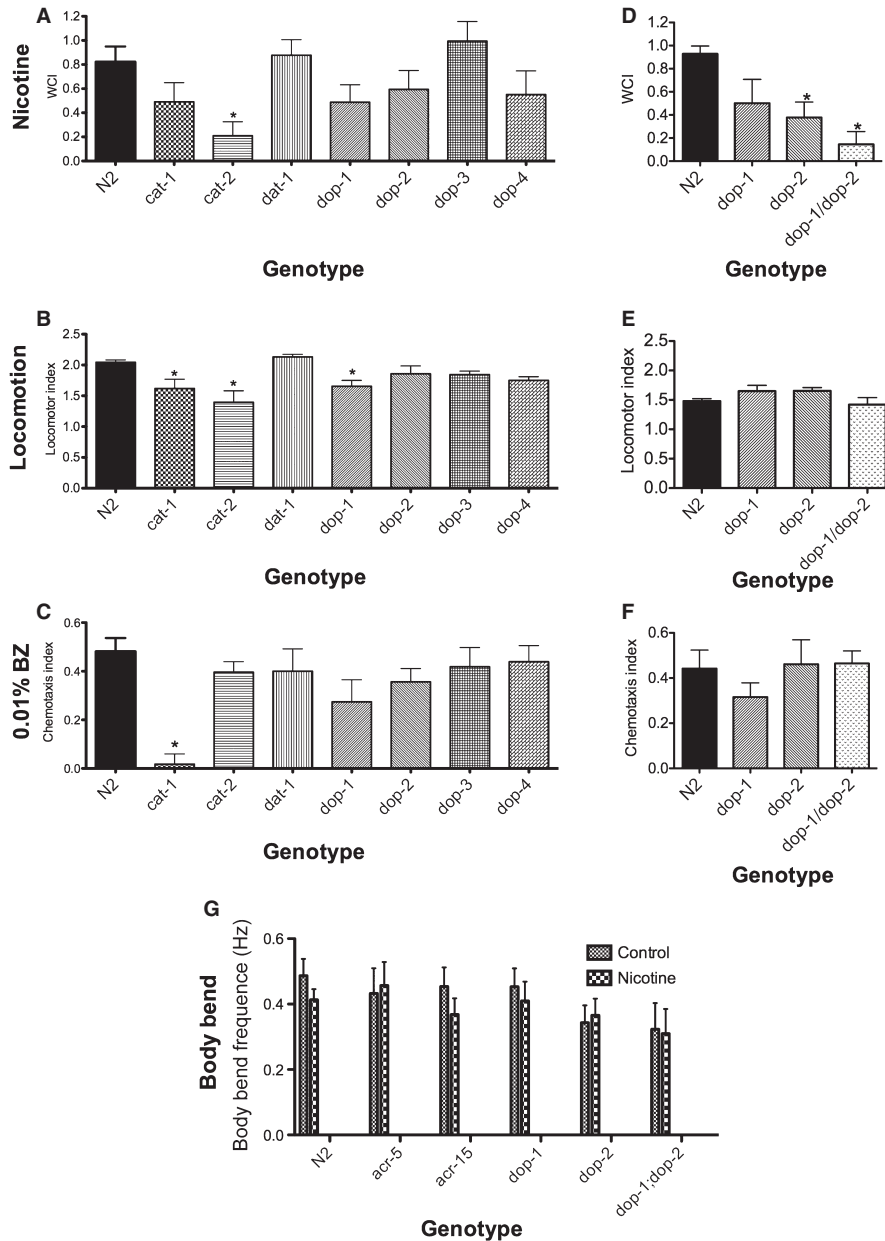 A
Nicotine
WCI
1.2
1.0
0.8
0.6
0.4
0.2
0.0
*
N2
cat-1
cat-2
dat-1
dop-1
dop-2
dop-3
dop-4
Genotype
D
WCI
1.2
1.0
0.8
0.6
0.4
0.2
0.0
*
*
N2
dop-1
dop-2
dop-1/dop-2
Genotype
B
Locomotion
Locomotor index
2.5
2.0
1.5
1.0
0.5
0.0
*
*
*
N2
cat-1
cat-2
dat-1
dop-1
dop-2
dop-3
dop-4
Genotype
E
Locomotor index
2.5
2.0
1.5
1.0
0.5
0.0
N2
dop-1
dop-2
dop-1/dop-2
Genotype
C
0.01% BZ
Chemotaxis index
0.6
0.4
0.2
0.0
*
N2
cat-1
cat-2
dat-1
dop-1
dop-2
dop-3
dop-4
Genotype
F
Chemotaxis index
0.6
0.4
0.2
0.0
N2
dop-1
dop-2
dop-1/dop-2
Genotype
G
Body bend
Body bend frequence (Hz)
0.6
0.4
0.2
0.0
Control
Nicotine
N2
acr-5
acr-15
dop-1
dop-2
dop-1;dop-2
Genotype